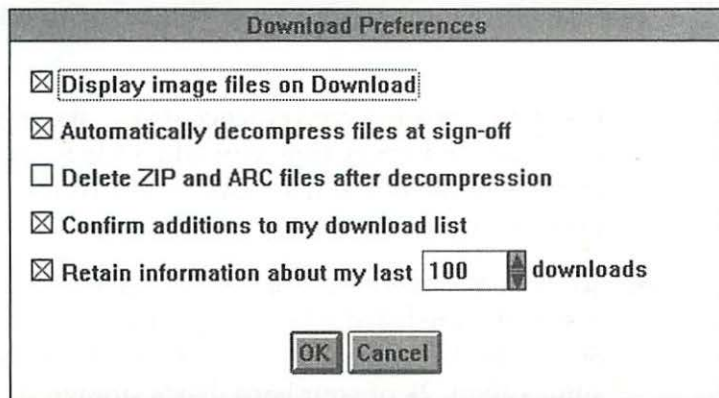 Download Preferences
Display image files on Download
Automatically decompress files at sign-off
Delete ZIP and ARC files after decompression
Confirm additions to my download list
Retain information about my last 100 downloads
OK Cancel